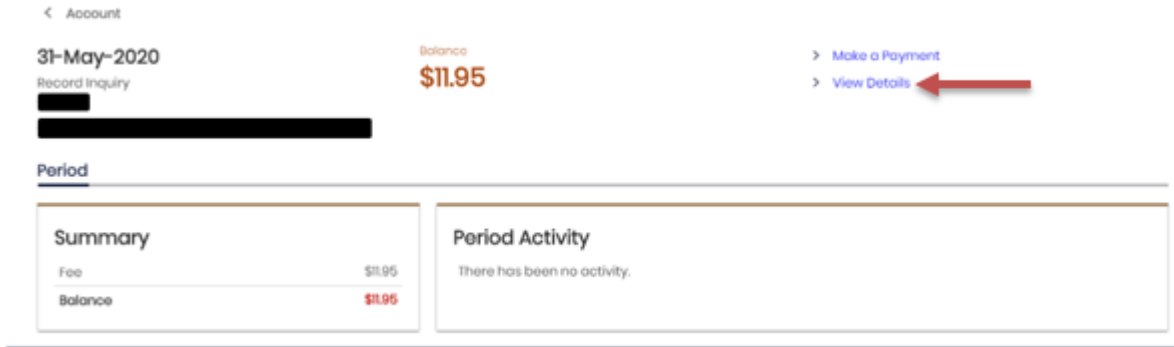 < Account
31-May-2020
Record Inquiry
Balance
$11.95
> Make a Payment
> View Details
Period
Summary
Fee $11.95
Balance $11.95
Period Activity
There has been no activity.